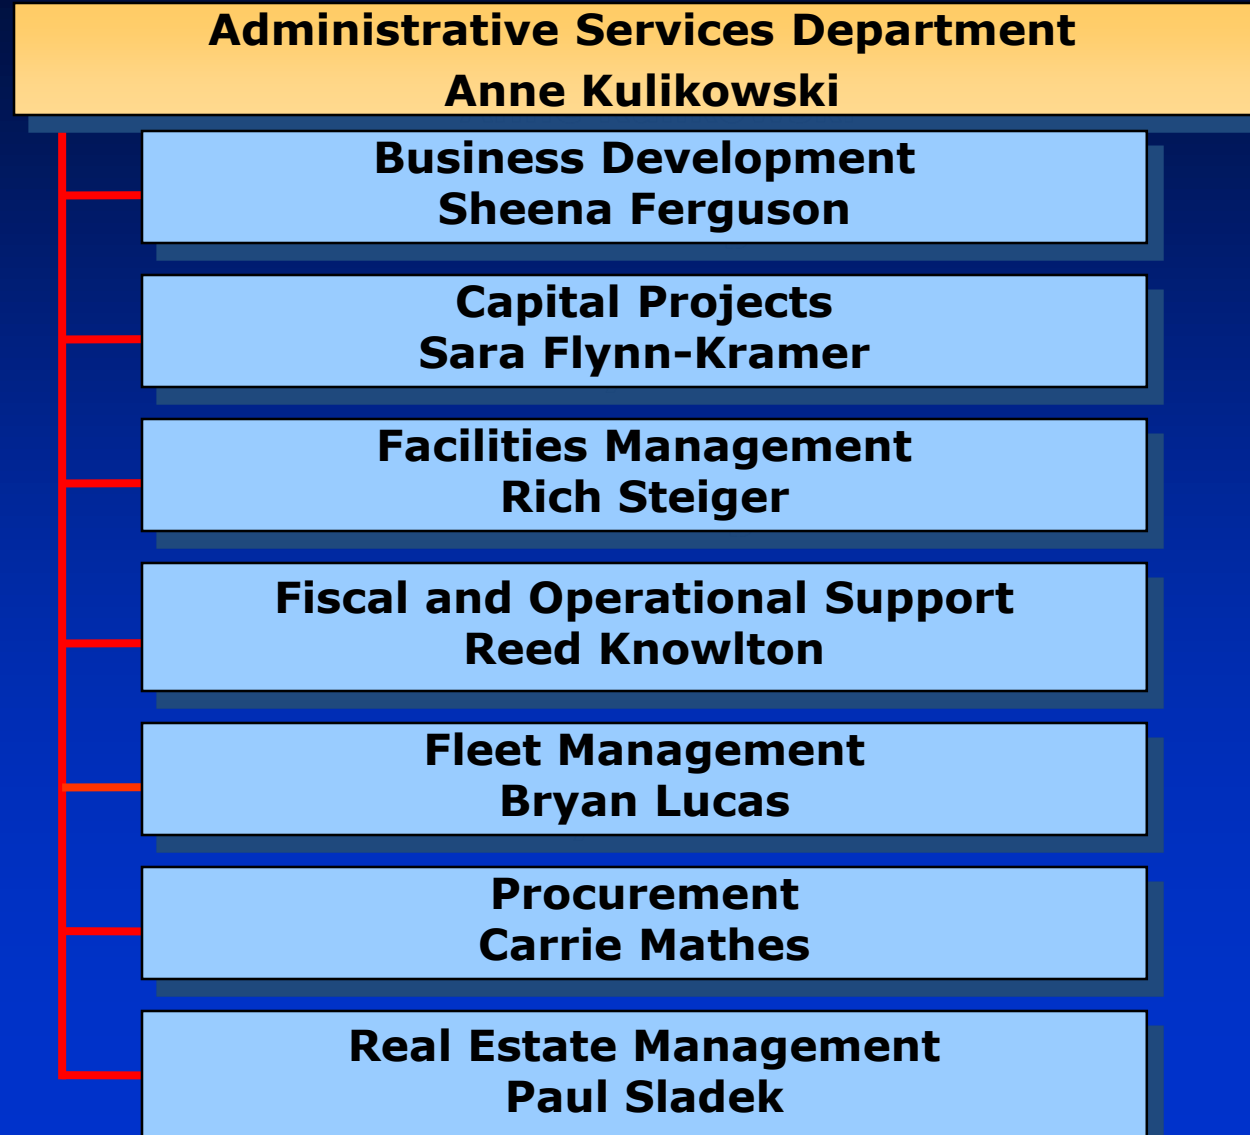 Administrative Services Department
Anne Kulikowski
Business Development
Sheena Ferguson
Capital Projects
Sara Flynn-Kramer
Facilities Management
Rich Steiger
Fiscal and Operational Support
Reed Knowlton
Fleet Management
Bryan Lucas
Procurement
Carrie Mathes
Real Estate Management
Paul Sladek